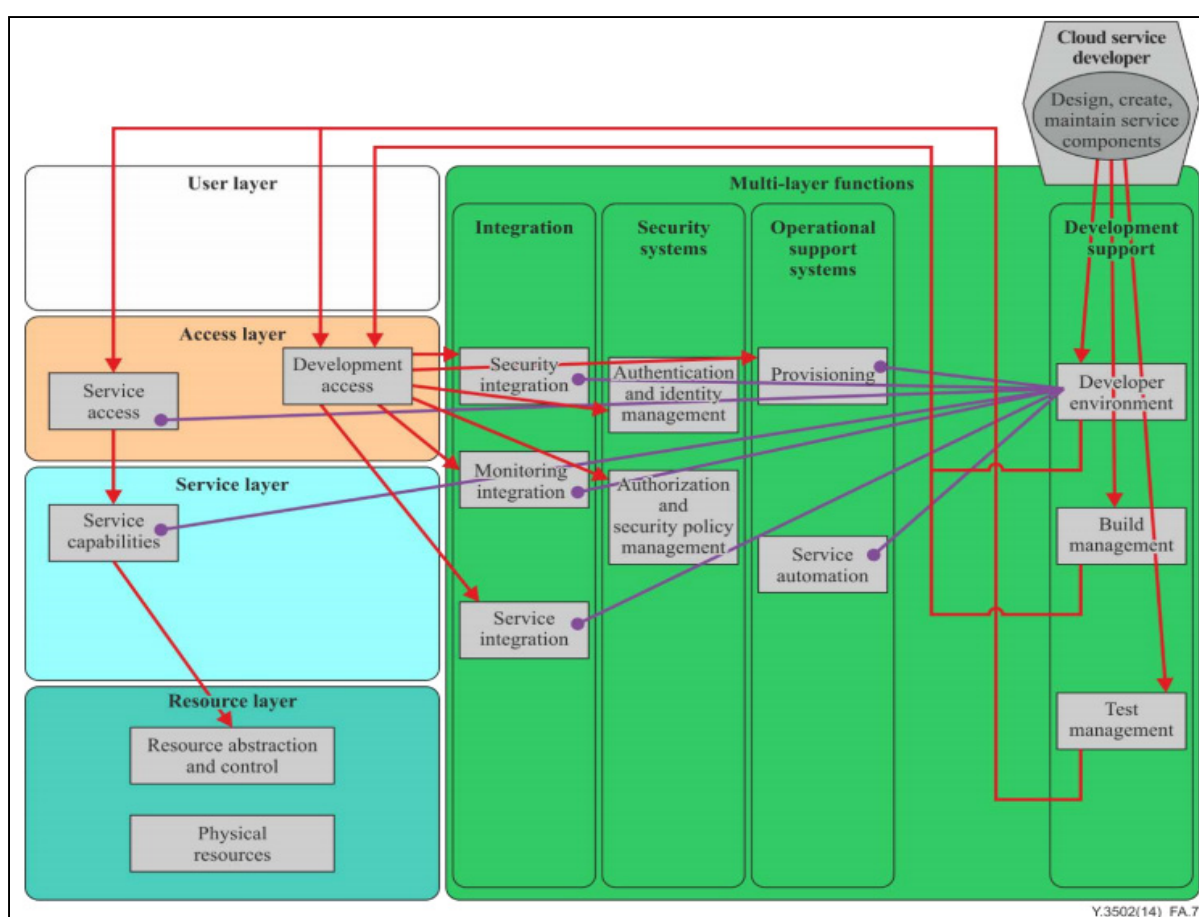 Cloud service
developer
Design, create,
maintain service
components
User layer
Multi-layer functions
Integration
Security
systems
Operational
support
systems
Development
support
Access layer
Service
access
Development
access
Security
integration
Authentication
and identity
management
Provisioning
Developer
environment
Service layer
Service
capabilities
Monitoring
integration
Authorization
and
security policy
management
Service
automation
Build
management
Service
integration
Resource layer
Resource abstraction
and control
Physical
resources
Test
management
Y.3502(14)_FA.7